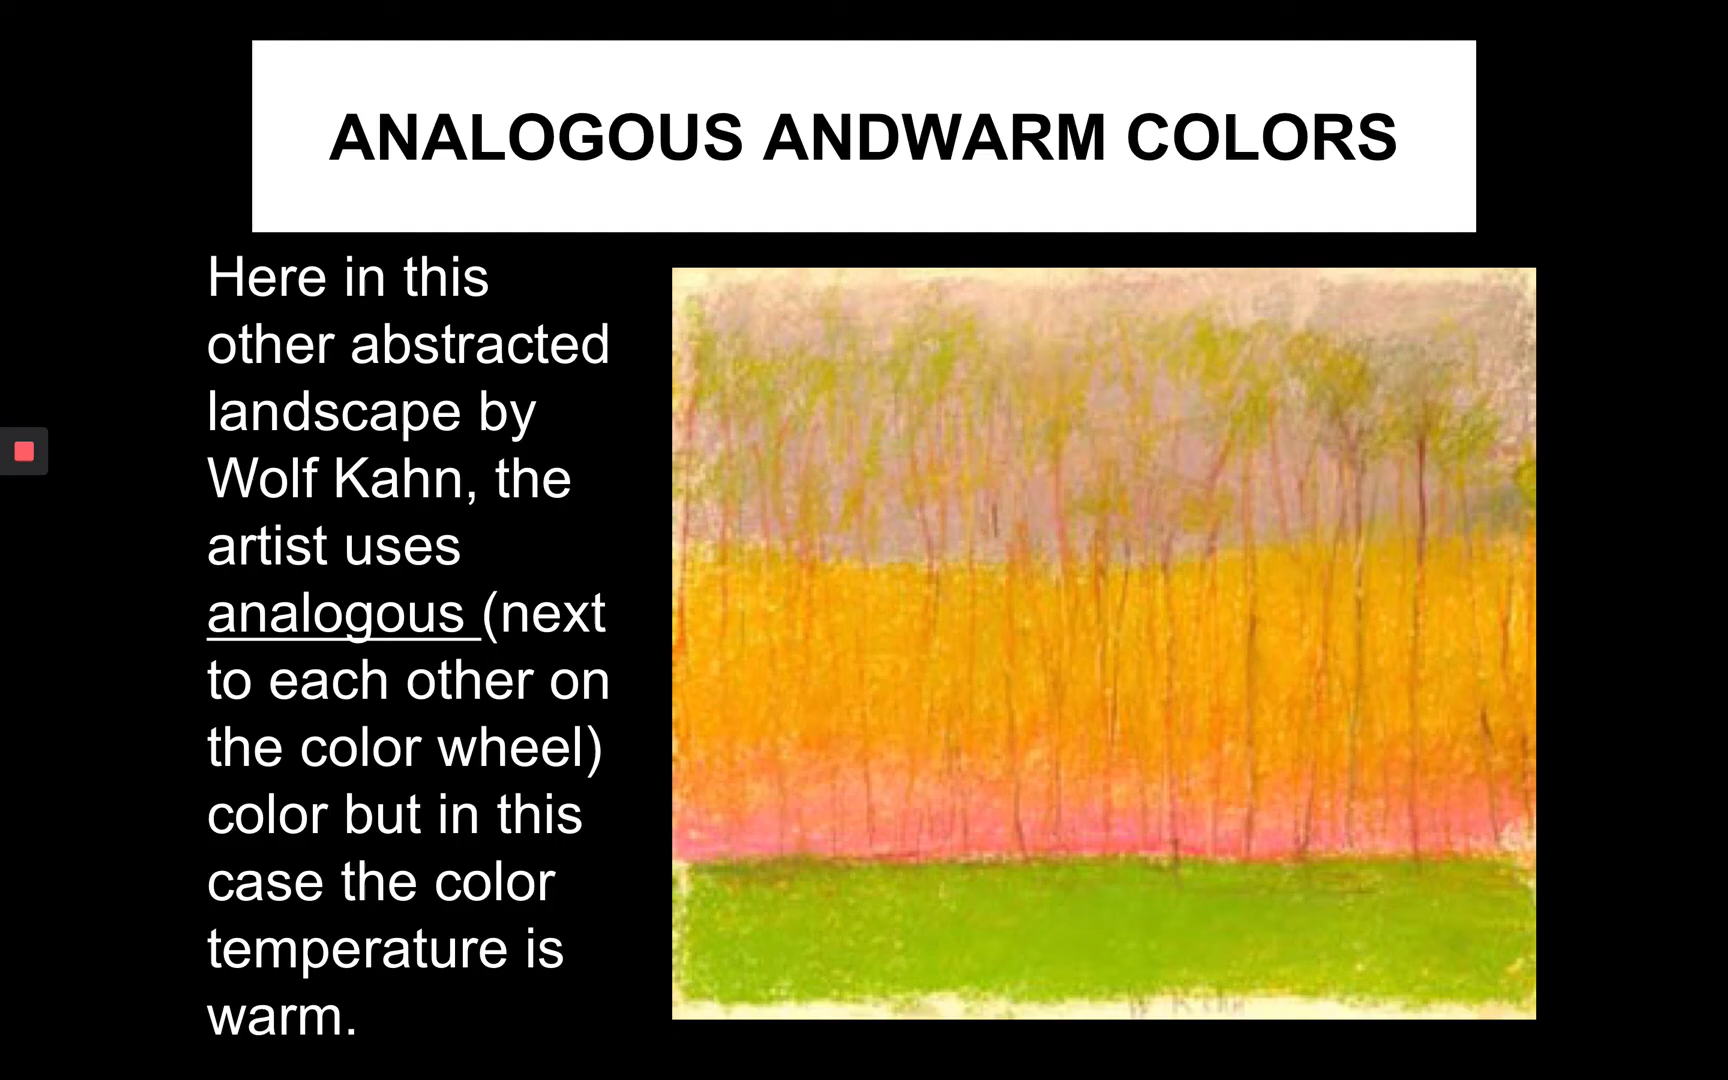 ANALOGOUS ANDWARM COLORS
Here in this
other abstracted
landscape by
Wolf Kahn, the
artist uses
analogous (next
to each other on
the color wheel)
color but in this
case the color
temperature is
warm.